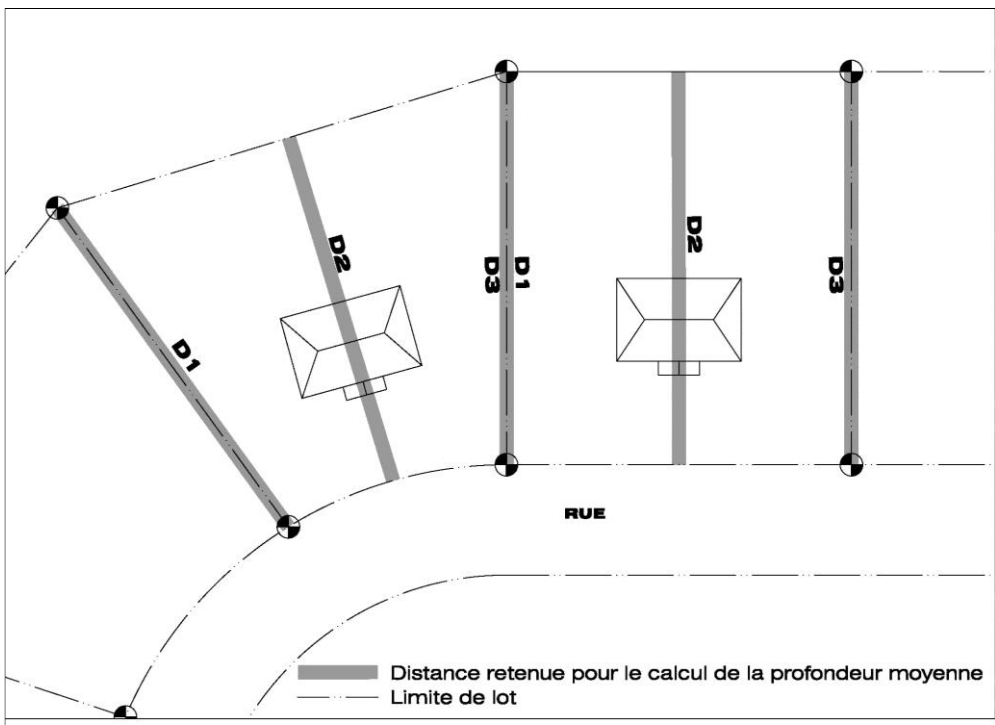 D1
D2
D3
D1
D2
D3
RUE
Distance retenue pour le calcul de la profondeur moyenne
Limite de lot